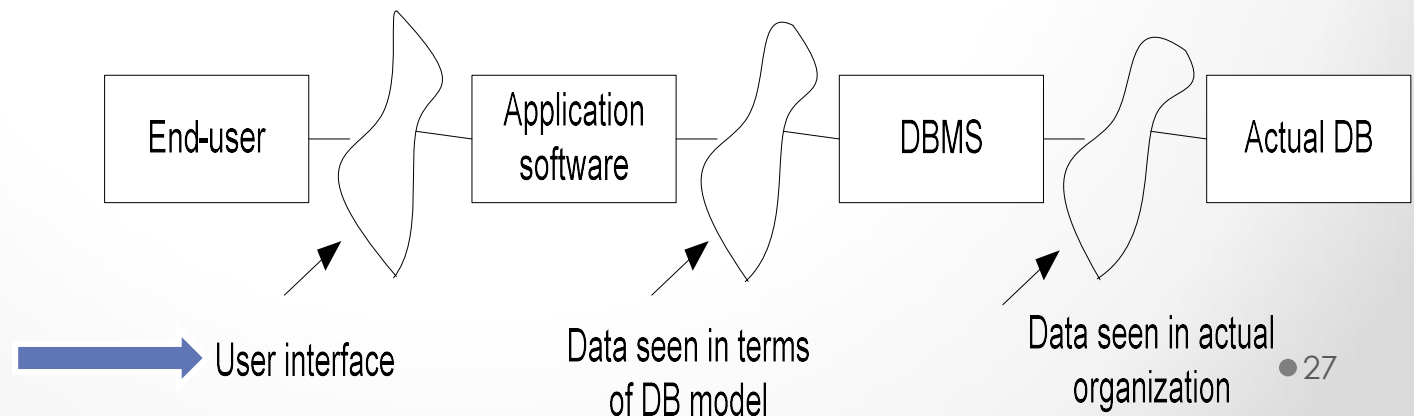 End-user
Application
software
DBMS
Actual DB
User interface
Data seen in terms
of DB model
Data seen in actual
organization
27